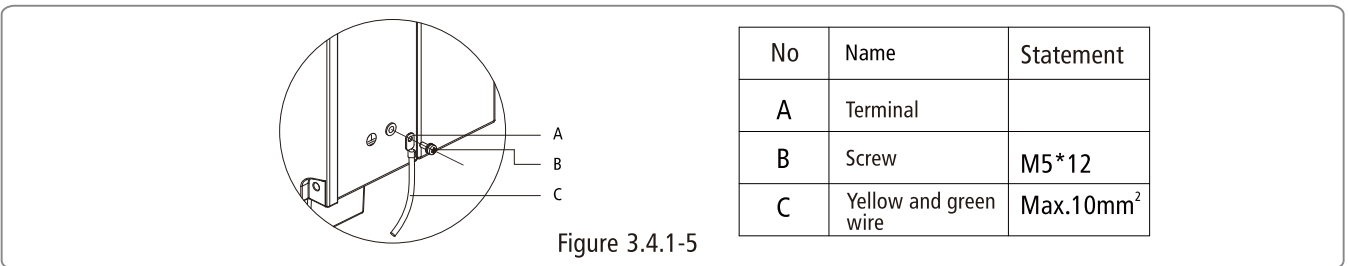 A
B
C
Figure 3.4.1-5
No Name Statement
A Terminal
B Screw M5*12
C Yellow and green wire Max.10mm²